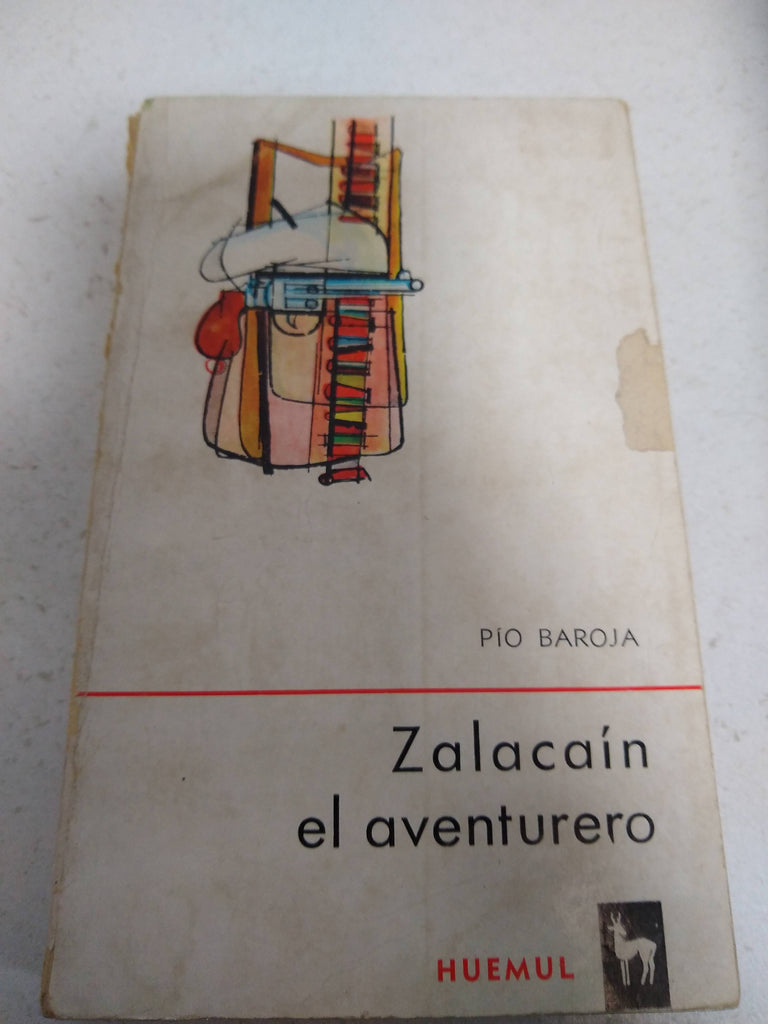 PÍO BAROJA
Zalacaín
el aventurero
HUEMUL